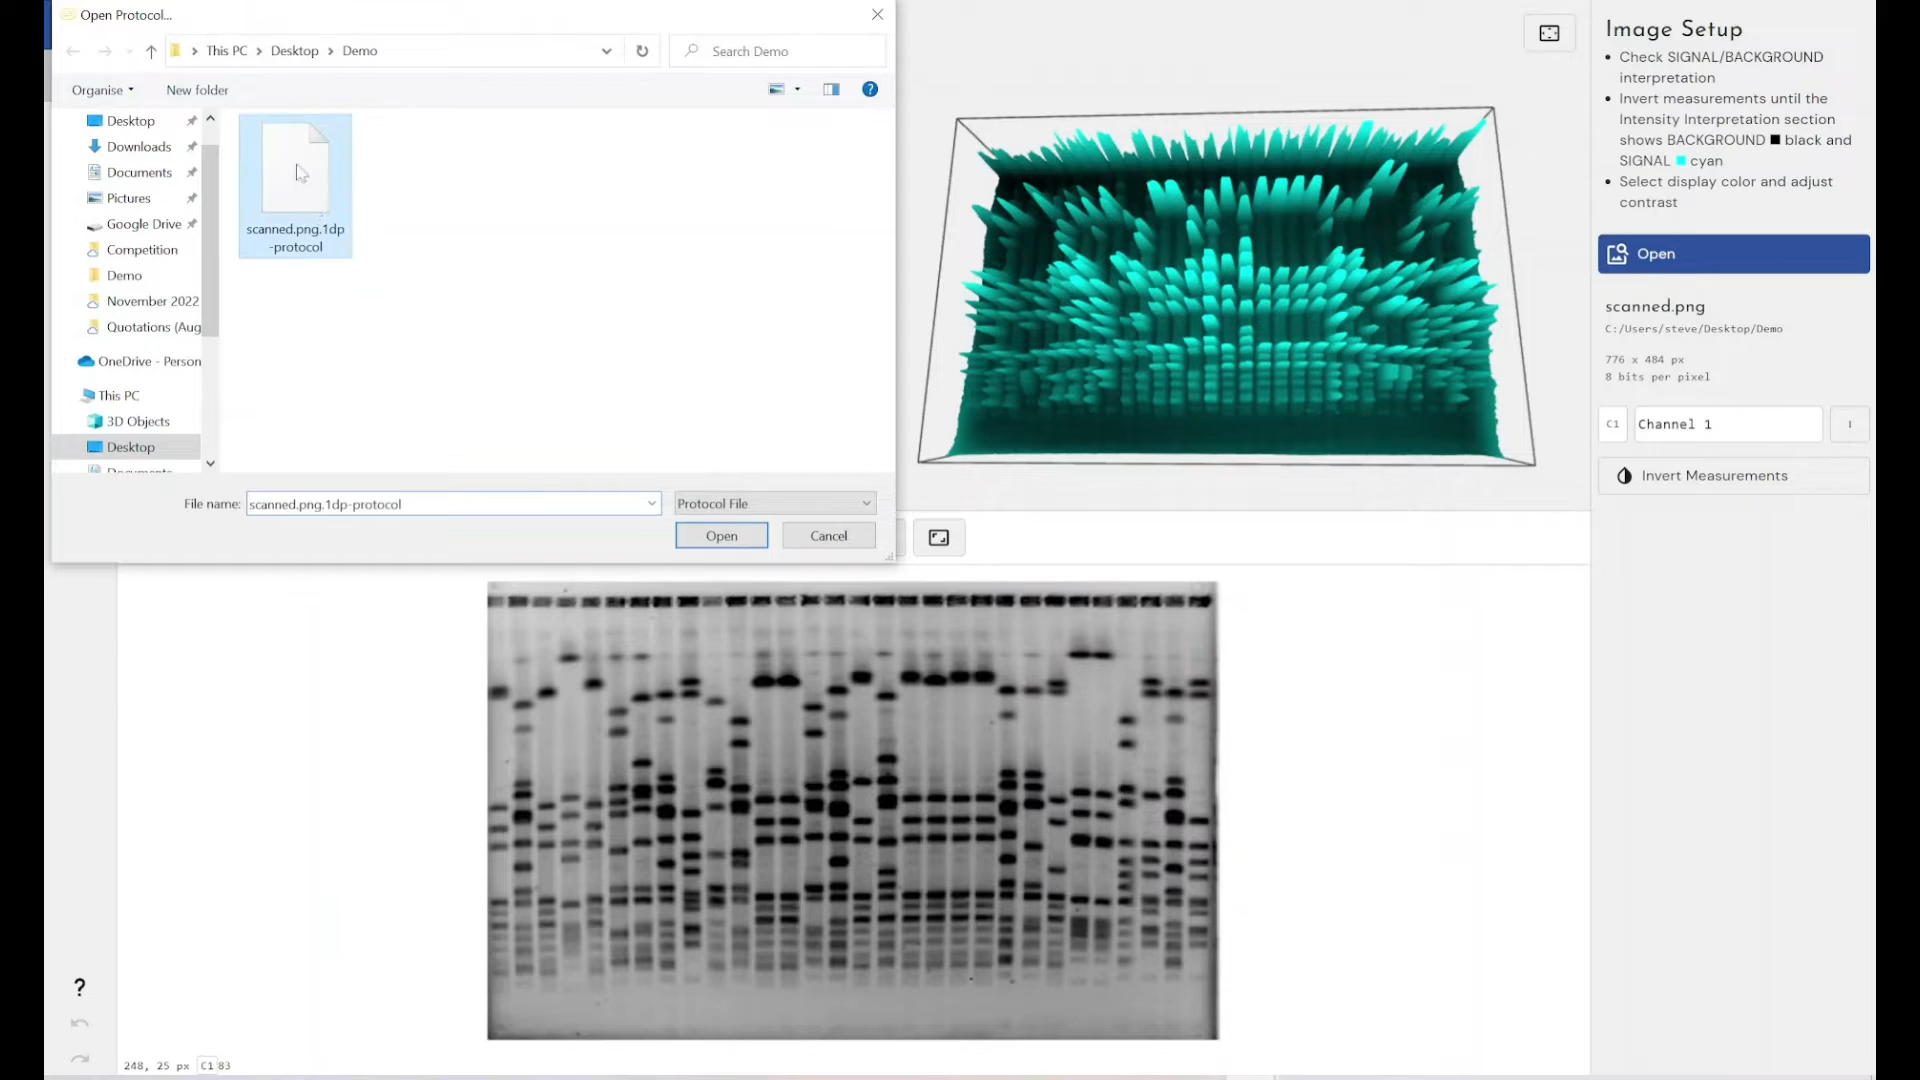 Open Protocol...
This PC > Desktop > Demo
Search Demo
Organise
New folder
Desktop
Downloads
Documents
Pictures
Google Drive
Competition
Demo
November 2022
Quotations (Aug
OneDrive - Person
This PC
3D Objects
Desktop
scanned.png.1dp
-protocol
File name: scanned.png.1dp-protocol
Protocol File
Open
Cancel
Image Setup
• Check SIGNAL/BACKGROUND
interpretation
• Invert measurements until the
Intensity Interpretation section
shows BACKGROUND black and
SIGNAL cyan
• Select display color and adjust
contrast
Open
scanned.png
C:/Users/steve/Desktop/Demo
776 x 484 px
8 bits per pixel
C1 Channel 1
Invert Measurements
?
248, 25 px C1 83